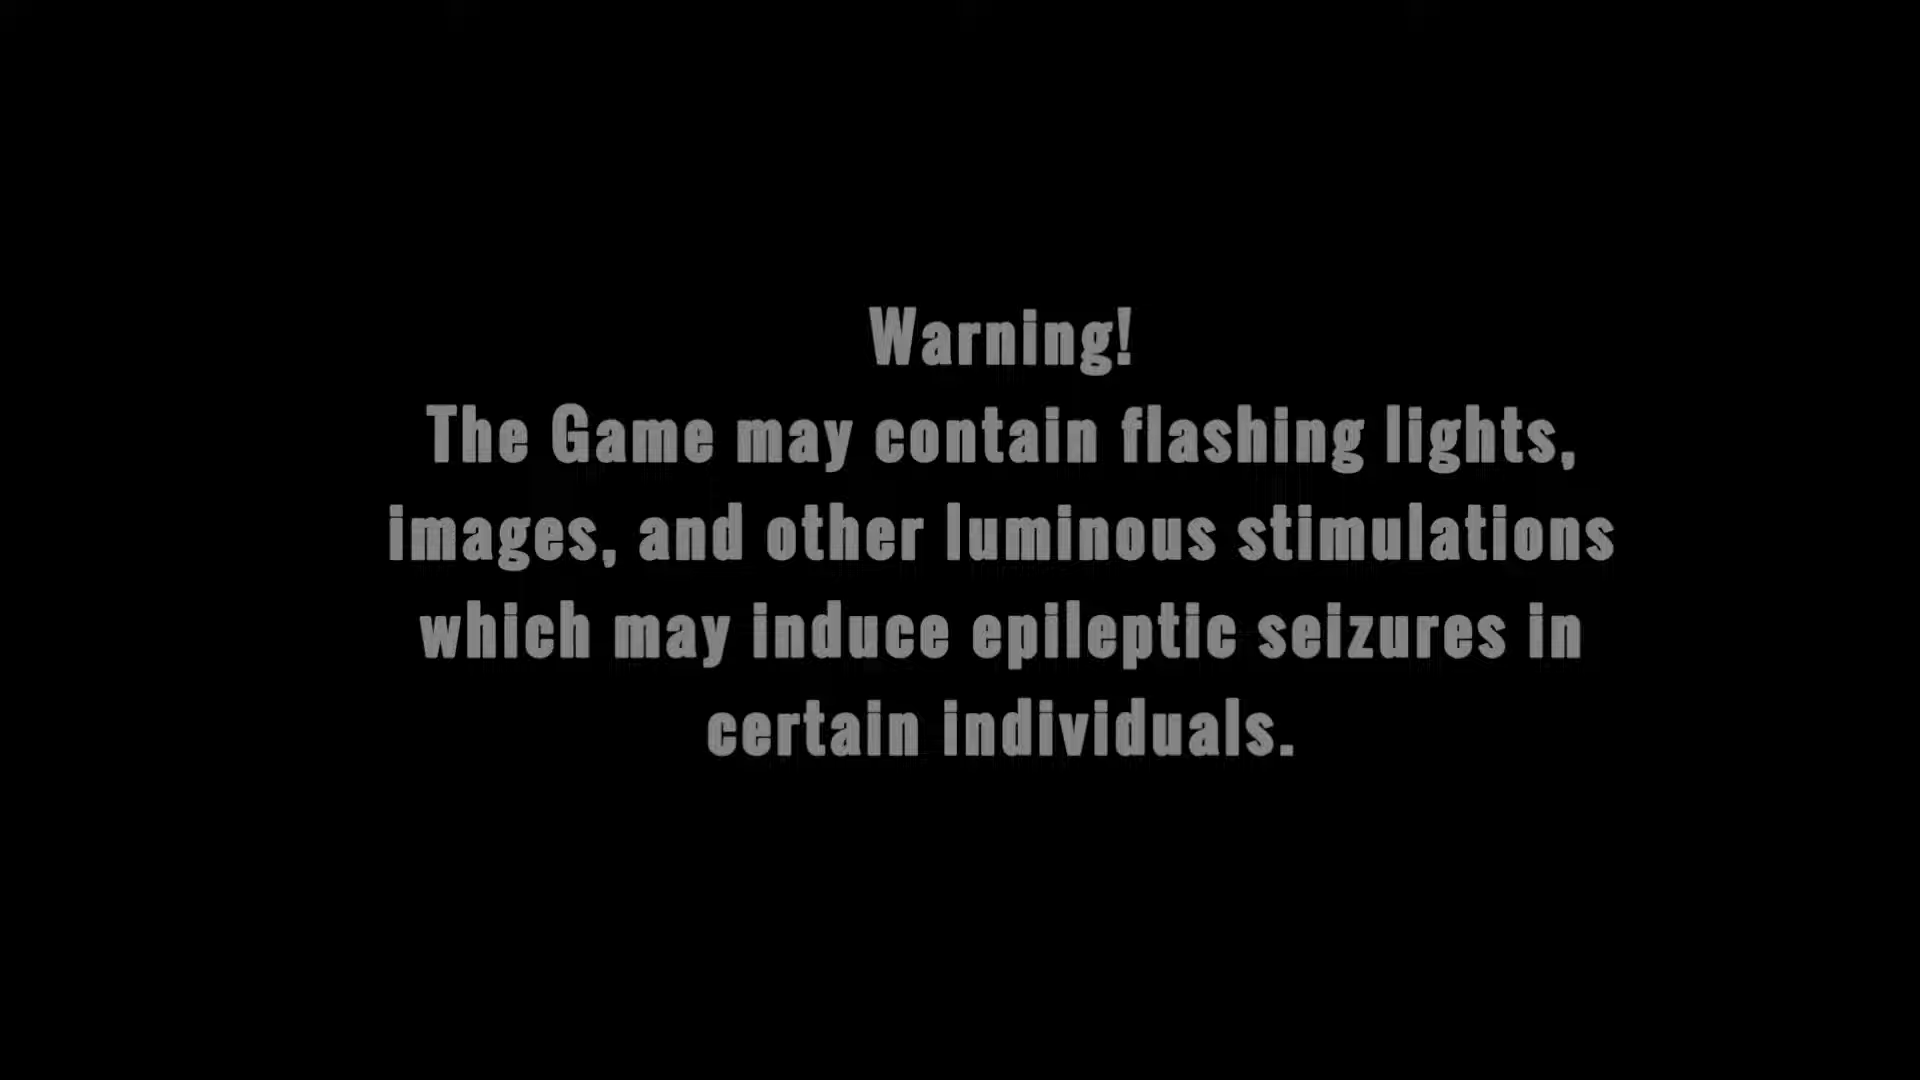 Warning!
The Game may contain flashing lights,
images, and other luminous stimulations
which may induce epileptic seizures in
certain individuals.